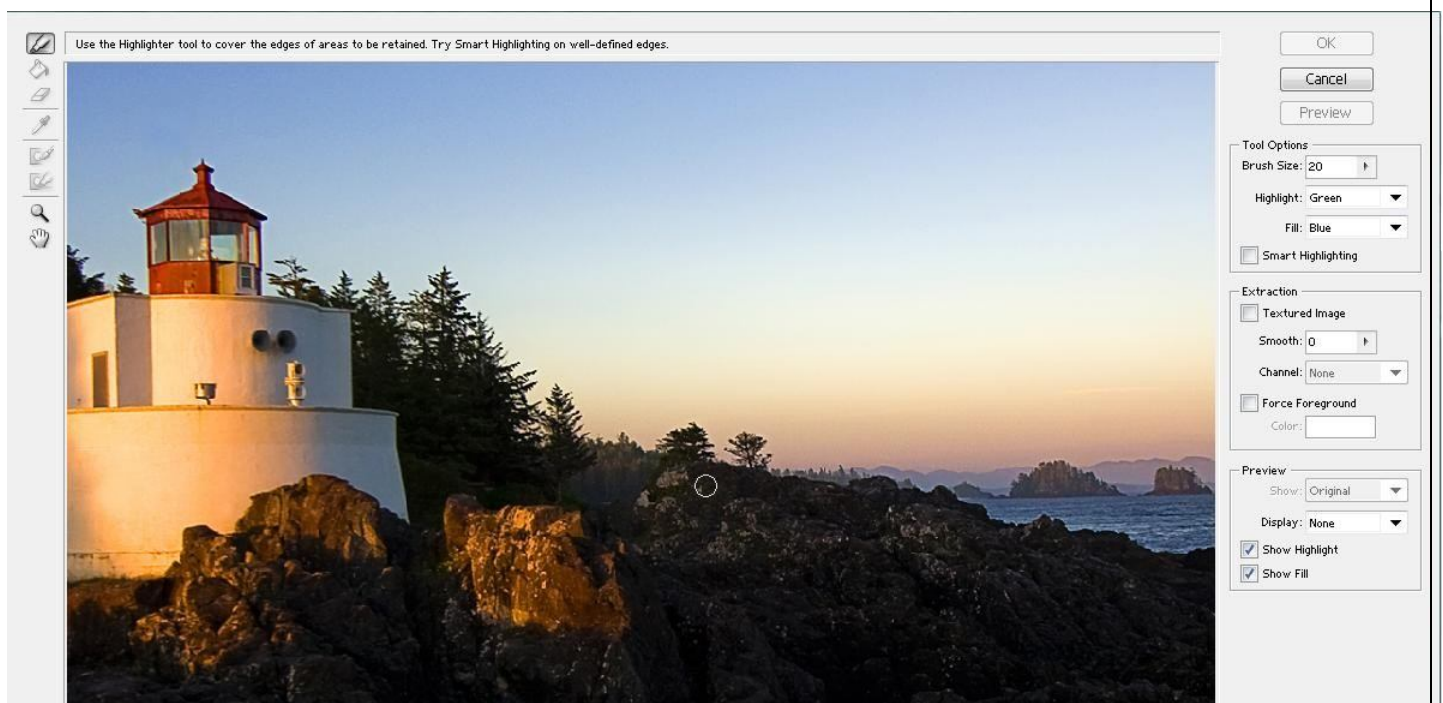 Use the Highlighter tool to cover the edges of areas to be retained. Try Smart Highlighting on well-defined edges.
OK
Cancel
Preview
Tool Options
Brush Size: 20
Highlight: Green
Fill: Blue
Smart Highlighting
Extraction
Textured Image
Smooth: 0
Channel: None
Force Foreground
Color:
Preview
Show: Original
Display: None
Show Highlight
Show Fill